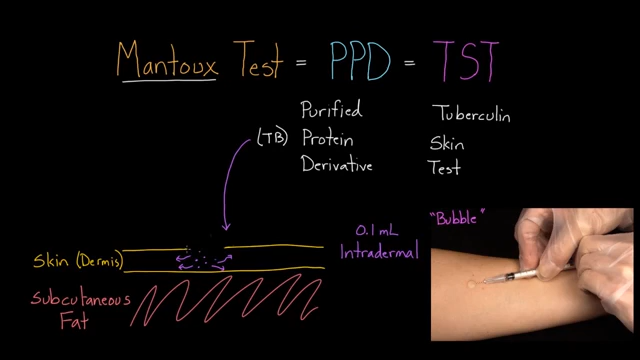 Mantoux Test = PPD = TST
Purified
(TB) Protein
Derivative
Tuberculin
Skin
Test
"Bubble"
0.1 mL
Intradermal
Skin (Dermis)
Subcutaneous
Fat